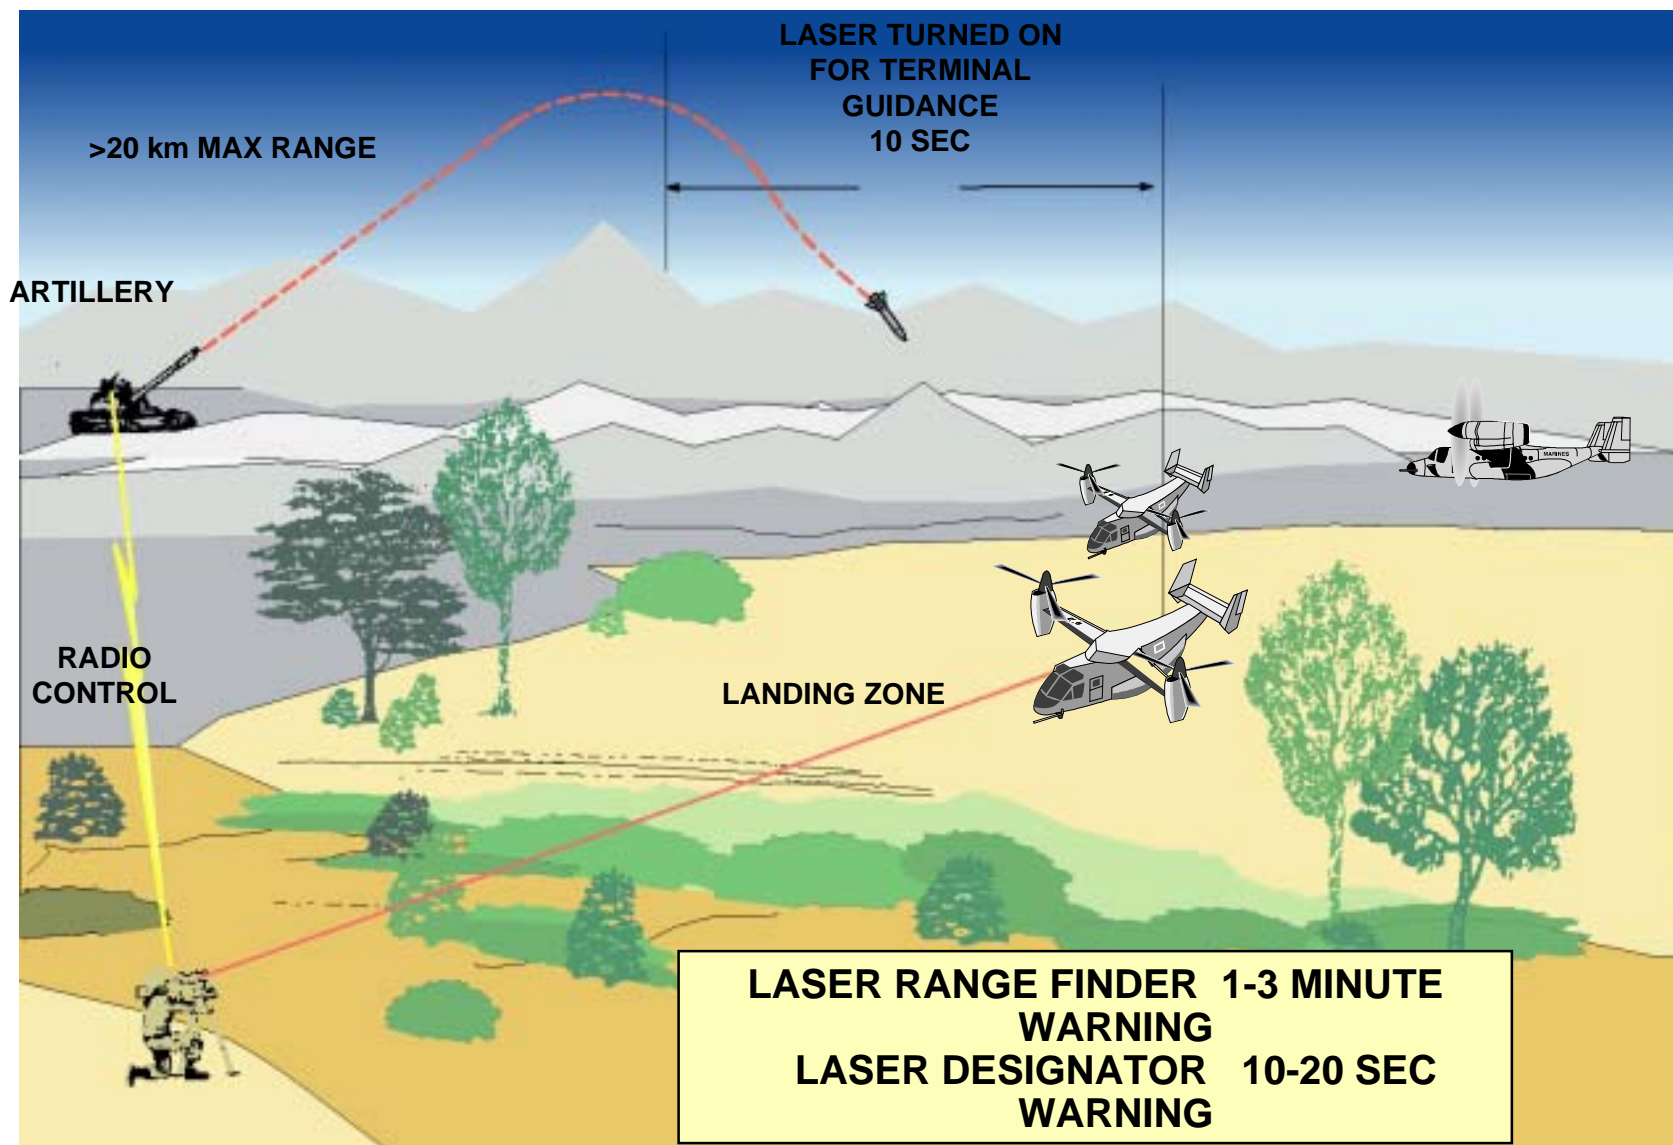 LASER TURNED ON
FOR TERMINAL
GUIDANCE
10 SEC
>20 km MAX RANGE
ARTILLERY
MARINES
RADIO
CONTROL
LANDING ZONE
LASER RANGE FINDER 1-3 MINUTE
WARNING
LASER DESIGNATOR 10-20 SEC
WARNING